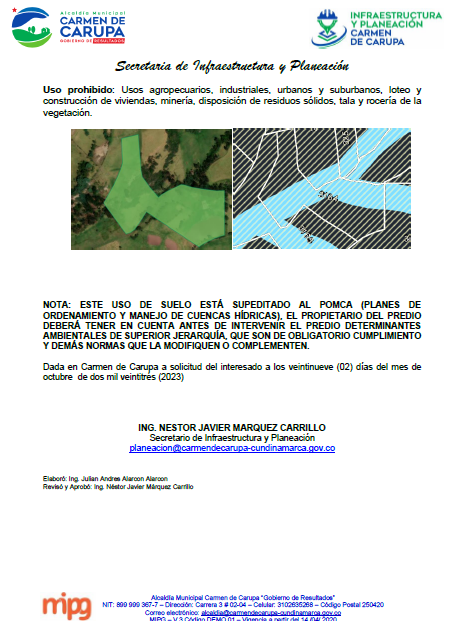 Alcaldía Municipal
CARMEN DE
CARUPA
GOBIERNO DE RESULTADOS
INFRAESTRUCTURA
Y PLANEACIÓN
CARMEN
DE CARUPA
Secretaria de Infraestructura y Planeación
Uso prohibido: Usos agropecuarios, industriales, urbanos y suburbanos, loteo y
construcción de viviendas, minería, disposición de residuos sólidos, tala y rocería de la
vegetación.
NOTA: ESTE USO DE SUELO ESTÁ SUPEDITADO AL POMCA (PLANES DE
ORDENAMIENTO Y MANEJO DE CUENCAS HÍDRICAS), EL PROPIETARIO DEL PREDIO
DEBERÁ TENER EN CUENTA ANTES DE INTERVENIR EL PREDIO DETERMINANTES
AMBIENTALES DE SUPERIOR JERARQUÍA, QUE SON DE OBLIGATORIO CUMPLIMIENTO
Y DEMÁS NORMAS QUE LA MODIFIQUEN O COMPLEMENTEN.
Dada en Carmen de Carupa a solicitud del interesado a los veintinueve (02) días del mes de
octubre de dos mil veintitrés (2023)
ING. NESTOR JAVIER MARQUEZ CARRILLO
Secretario de Infraestructura y Planeación
planeacion@carmendecarupa-cundinamarca.gov.co
Elaboró: Ing. Julian Andres Alarcon Alarcon
Revisó y Aprobó: Ing. Néstor Javier Márquez Carrillo
mipg
Alcaldía Municipal Carmen de Carupa "Gobierno de Resultados"
NIT: 899 999 367-7 – Dirección: Carrera 3 # 02-04 – Celular: 3102635268 – Código Postal 250420
Correo electrónico: alcaldia@carmendecarupa-cundinamarca.gov.co
MIPG – V.3 Código DEMO 01 – Vigencia a partir del 14 /04/ 2020